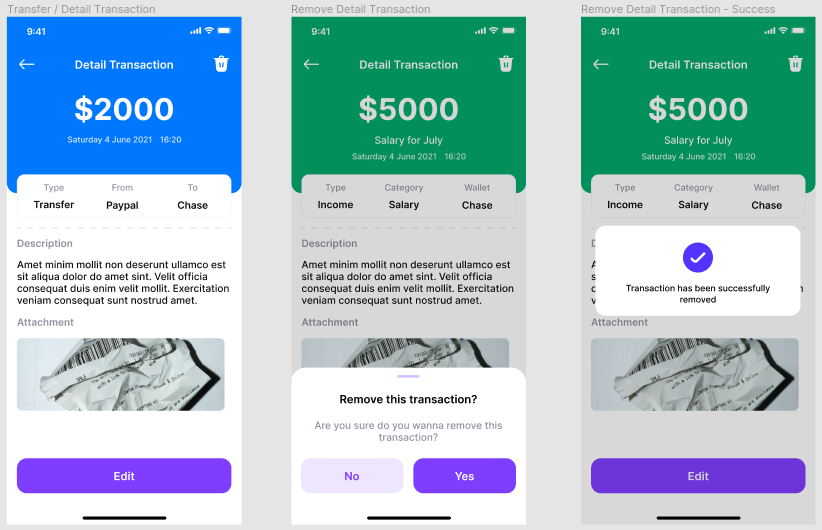 Transfer / Detail Transaction
9:41
Detail Transaction
$2000
Saturday 4 June 2021 16:20
Type From To
Transfer Paypal Chase
Description
Amet minim mollit non deserunt ullamco est
sit aliqua dolor do amet sint. Velit officia
consequat duis enim velit mollit. Exercitation
veniam consequat sunt nostrud amet.
Attachment
Edit
Remove Detail Transaction
9:41
Detail Transaction
$5000
Salary for July
Saturday 4 June 2021 16:20
Type Category Wallet
Income Salary Chase
Description
Amet minim mollit non deserunt ullamco est
sit aliqua dolor do amet sint. Velit officia
consequat duis enim velit mollit. Exercitation
veniam consequat sunt nostrud amet.
Attachment
Remove this transaction?
Are you sure do you wanna remove this
transaction?
No Yes
Remove Detail Transaction - Success
9:41
Detail Transaction
$5000
Salary for July
Saturday 4 June 2021 16:20
Type Category Wallet
Income Salary Chase
Transaction has been successfully
removed
Attachment
Edit